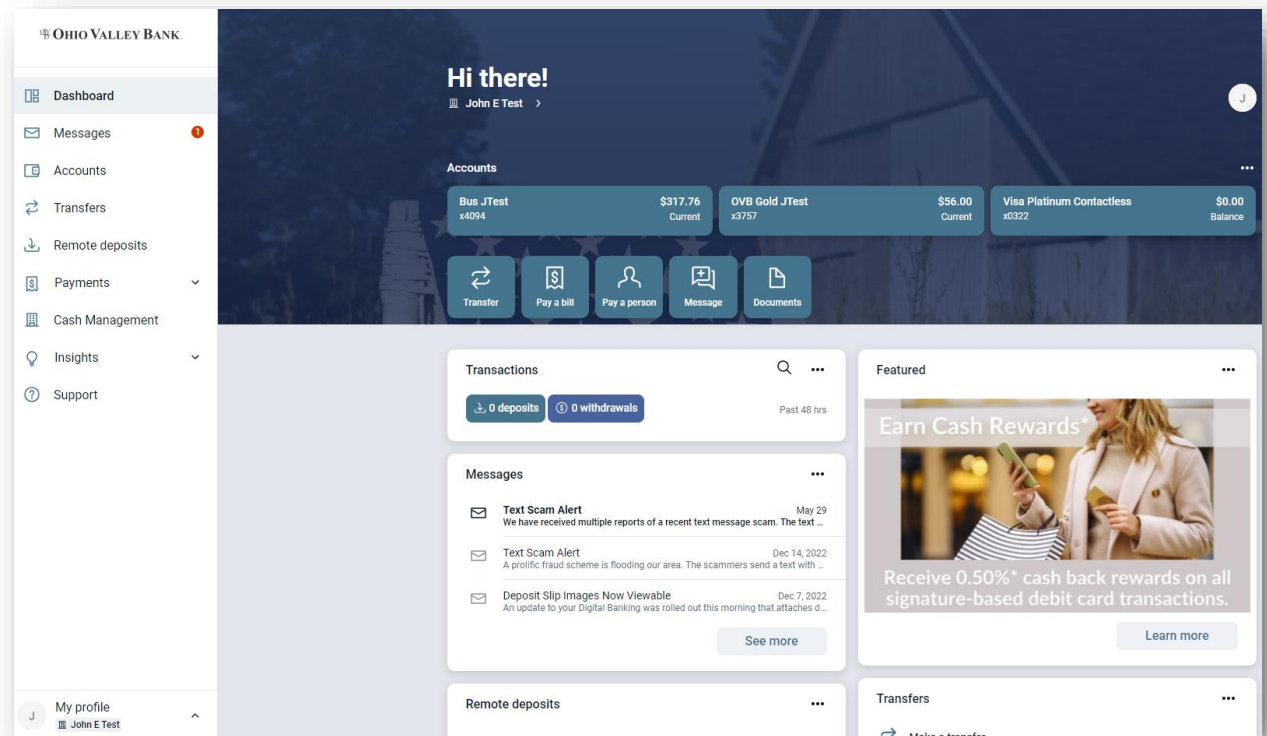 OHIO VALLEY BANK
Dashboard
Messages 1
Accounts
Transfers
Remote deposits
Payments
Cash Management
Insights
Support
J My profile
John E Test
Hi there!
John E Test
J
Accounts
Bus JTest $317.76
x4094 Current
OVB Gold JTest $56.00
x3757 Current
Visa Platinum Contactless $0.00
x0322 Balance
Transfer
Pay a bill
Pay a person
Message
Documents
Transactions
0 deposits
0 withdrawals
Past 48 hrs
Messages
Text Scam Alert May 29
We have received multiple reports of a recent text message scam. The text ...
Text Scam Alert Dec 14, 2022
A prolific fraud scheme is flooding our area. The scammers send a text with ...
Deposit Slip Images Now Viewable Dec 7, 2022
An update to your Digital Banking was rolled out this morning that attaches d...
See more
Remote deposits
Featured
Earn Cash Rewards*
Receive 0.50%* cash back rewards on all
signature-based debit card transactions.
Learn more
Transfers
Make a transfer